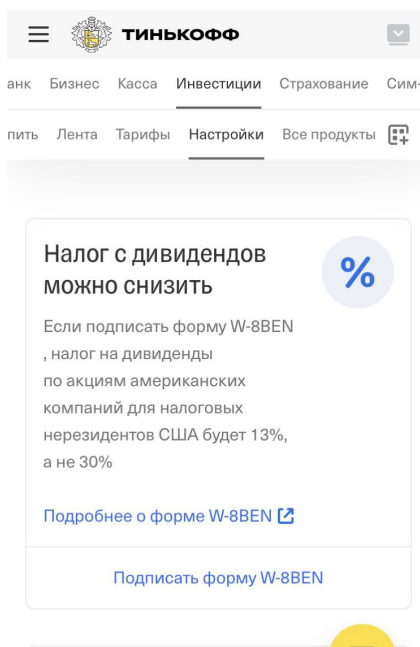 ТИНЬКОФФ
анк Бизнес Касса Инвестиции Страхование Сим-
пить Лента Тарифы Настройки Все продукты
Налог с дивидендов
можно снизить
%
Если подписать форму W-8BEN
, налог на дивиденды
по акциям американских
компаний для налоговых
нерезидентов США будет 13%,
а не 30%
Подробнее о форме W-8BEN
Подписать форму W-8BEN